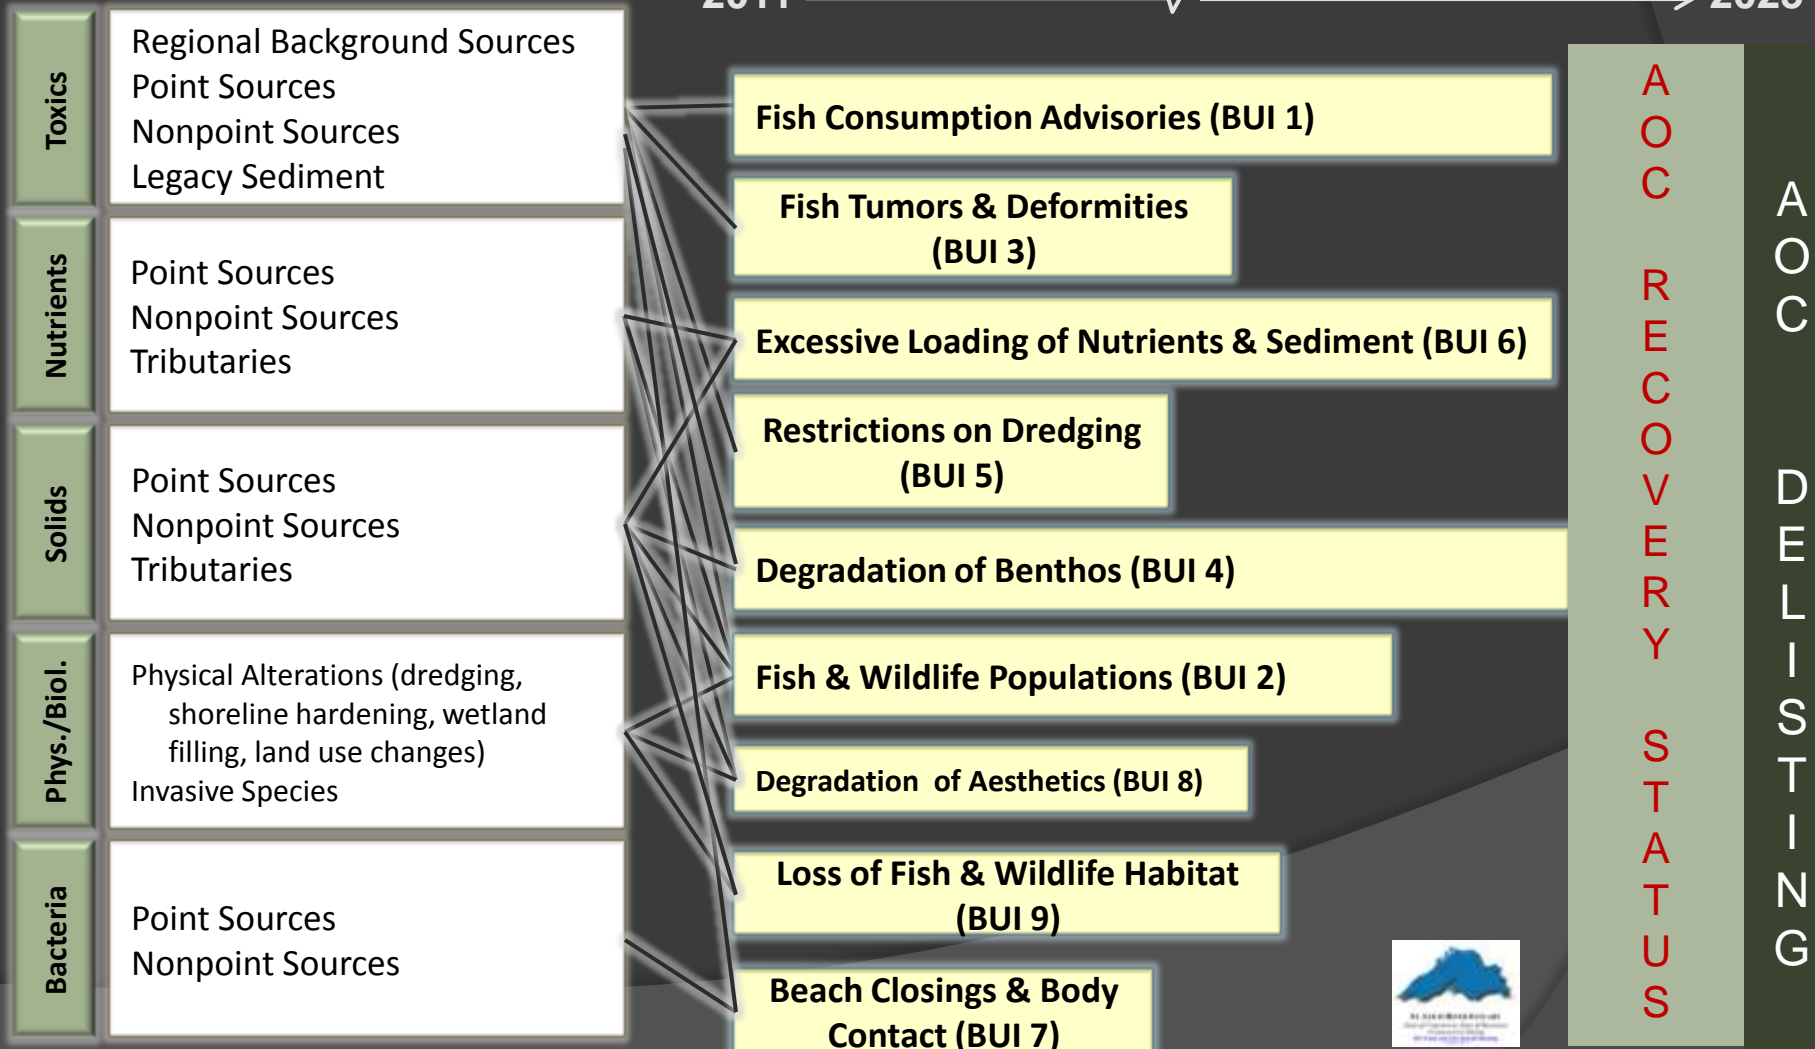 Toxics
Regional Background Sources
Point Sources
Nonpoint Sources
Legacy Sediment
Nutrients
Point Sources
Nonpoint Sources
Tributaries
Solids
Point Sources
Nonpoint Sources
Tributaries
Phys./Biol.
Physical Alterations (dredging,
shoreline hardening, wetland
filling, land use changes)
Invasive Species
Bacteria
Point Sources
Nonpoint Sources
Fish Consumption Advisories (BUI 1)
Fish Tumors & Deformities
(BUI 3)
Excessive Loading of Nutrients & Sediment (BUI 6)
Restrictions on Dredging
(BUI 5)
Degradation of Benthos (BUI 4)
Fish & Wildlife Populations (BUI 2)
Degradation of Aesthetics (BUI 8)
Loss of Fish & Wildlife Habitat
(BUI 9)
Beach Closings & Body
Contact (BUI 7)
AOC RECOVERY STATUS
AOC DELISTING